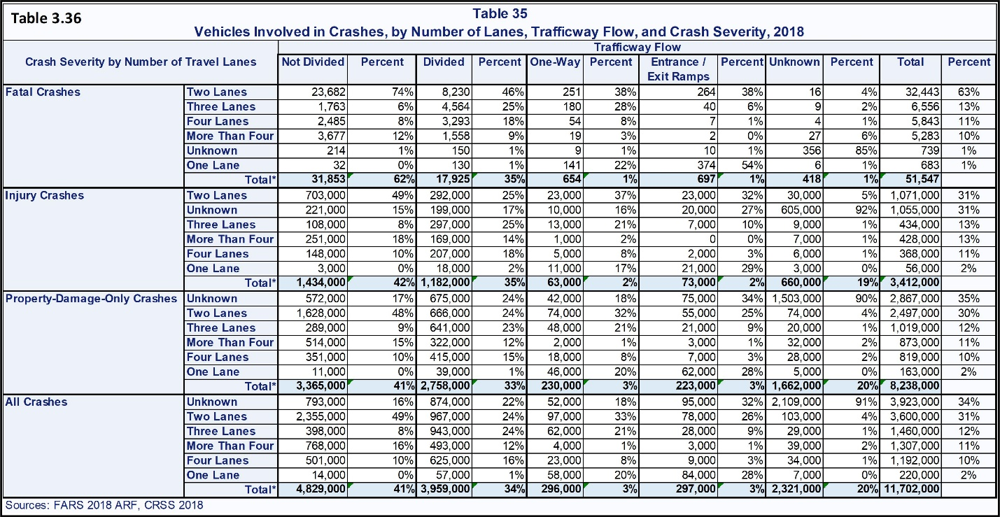 Table 3.36
Table 35
Vehicles Involved in Crashes, by Number of Lanes, Trafficway Flow, and Crash Severity, 2018
Crash Severity by Number of Travel Lanes Trafficway Flow
Not Divided Percent Divided Percent One-Way Percent Entrance / Exit Ramps Percent Unknown Percent Total Percent
Fatal Crashes Two Lanes 23,682 74% 8,230 46% 251 38% 264 38% 16 4% 32,443 63%
Three Lanes 1,763 6% 4,564 25% 180 28% 40 6% 9 2% 6,556 13%
Four Lanes 2,485 8% 3,293 18% 54 8% 7 1% 4 1% 5,843 11%
More Than Four 3,677 12% 1,558 9% 19 3% 2 0% 27 6% 5,283 10%
Unknown 214 1% 150 1% 9 1% 10 1% 356 85% 739 1%
One Lane 32 0% 130 1% 141 22% 374 54% 6 1% 683 1%
Total* 31,853 62% 17,925 35% 654 1% 697 1% 418 1% 51,547
Injury Crashes Two Lanes 703,000 49% 292,000 25% 23,000 37% 23,000 32% 30,000 5% 1,071,000 31%
Unknown 221,000 15% 199,000 17% 10,000 16% 20,000 27% 605,000 92% 1,055,000 31%
Three Lanes 108,000 8% 297,000 25% 13,000 21% 7,000 10% 9,000 1% 434,000 13%
More Than Four 251,000 18% 169,000 14% 1,000 2% 0 0% 7,000 1% 428,000 13%
Four Lanes 148,000 10% 207,000 18% 5,000 8% 2,000 3% 6,000 1% 368,000 11%
One Lane 3,000 0% 18,000 2% 11,000 17% 21,000 29% 3,000 0% 56,000 2%
Total* 1,434,000 42% 1,182,000 35% 63,000 2% 73,000 2% 660,000 19% 3,412,000
Property-Damage-Only Crashes Unknown 572,000 17% 675,000 24% 42,000 18% 75,000 34% 1,503,000 90% 2,867,000 35%
Two Lanes 1,628,000 48% 666,000 24% 74,000 32% 55,000 25% 74,000 4% 2,497,000 30%
Three Lanes 289,000 9% 641,000 23% 48,000 21% 21,000 9% 20,000 1% 1,019,000 12%
More Than Four 514,000 15% 322,000 12% 2,000 1% 3,000 1% 32,000 2% 873,000 11%
Four Lanes 351,000 10% 415,000 15% 18,000 8% 7,000 3% 28,000 2% 819,000 10%
One Lane 11,000 0% 39,000 1% 46,000 20% 62,000 28% 5,000 0% 163,000 2%
Total* 3,365,000 41% 2,758,000 33% 230,000 3% 223,000 3% 1,662,000 20% 8,238,000
All Crashes Unknown 793,000 16% 874,000 22% 52,000 18% 95,000 32% 2,109,000 91% 3,923,000 34%
Two Lanes 2,355,000 49% 967,000 24% 97,000 33% 78,000 26% 103,000 4% 3,600,000 31%
Three Lanes 398,000 8% 943,000 24% 62,000 21% 28,000 9% 29,000 1% 1,460,000 12%
More Than Four 768,000 16% 493,000 12% 4,000 1% 3,000 1% 39,000 2% 1,307,000 11%
Four Lanes 501,000 10% 625,000 16% 23,000 8% 9,000 3% 34,000 1% 1,192,000 10%
One Lane 14,000 0% 57,000 1% 58,000 20% 84,000 28% 7,000 0% 220,000 2%
Total* 4,829,000 41% 3,959,000 34% 296,000 3% 297,000 3% 2,321,000 20% 11,702,000
Sources: FARS 2018 ARF, CRSS 2018